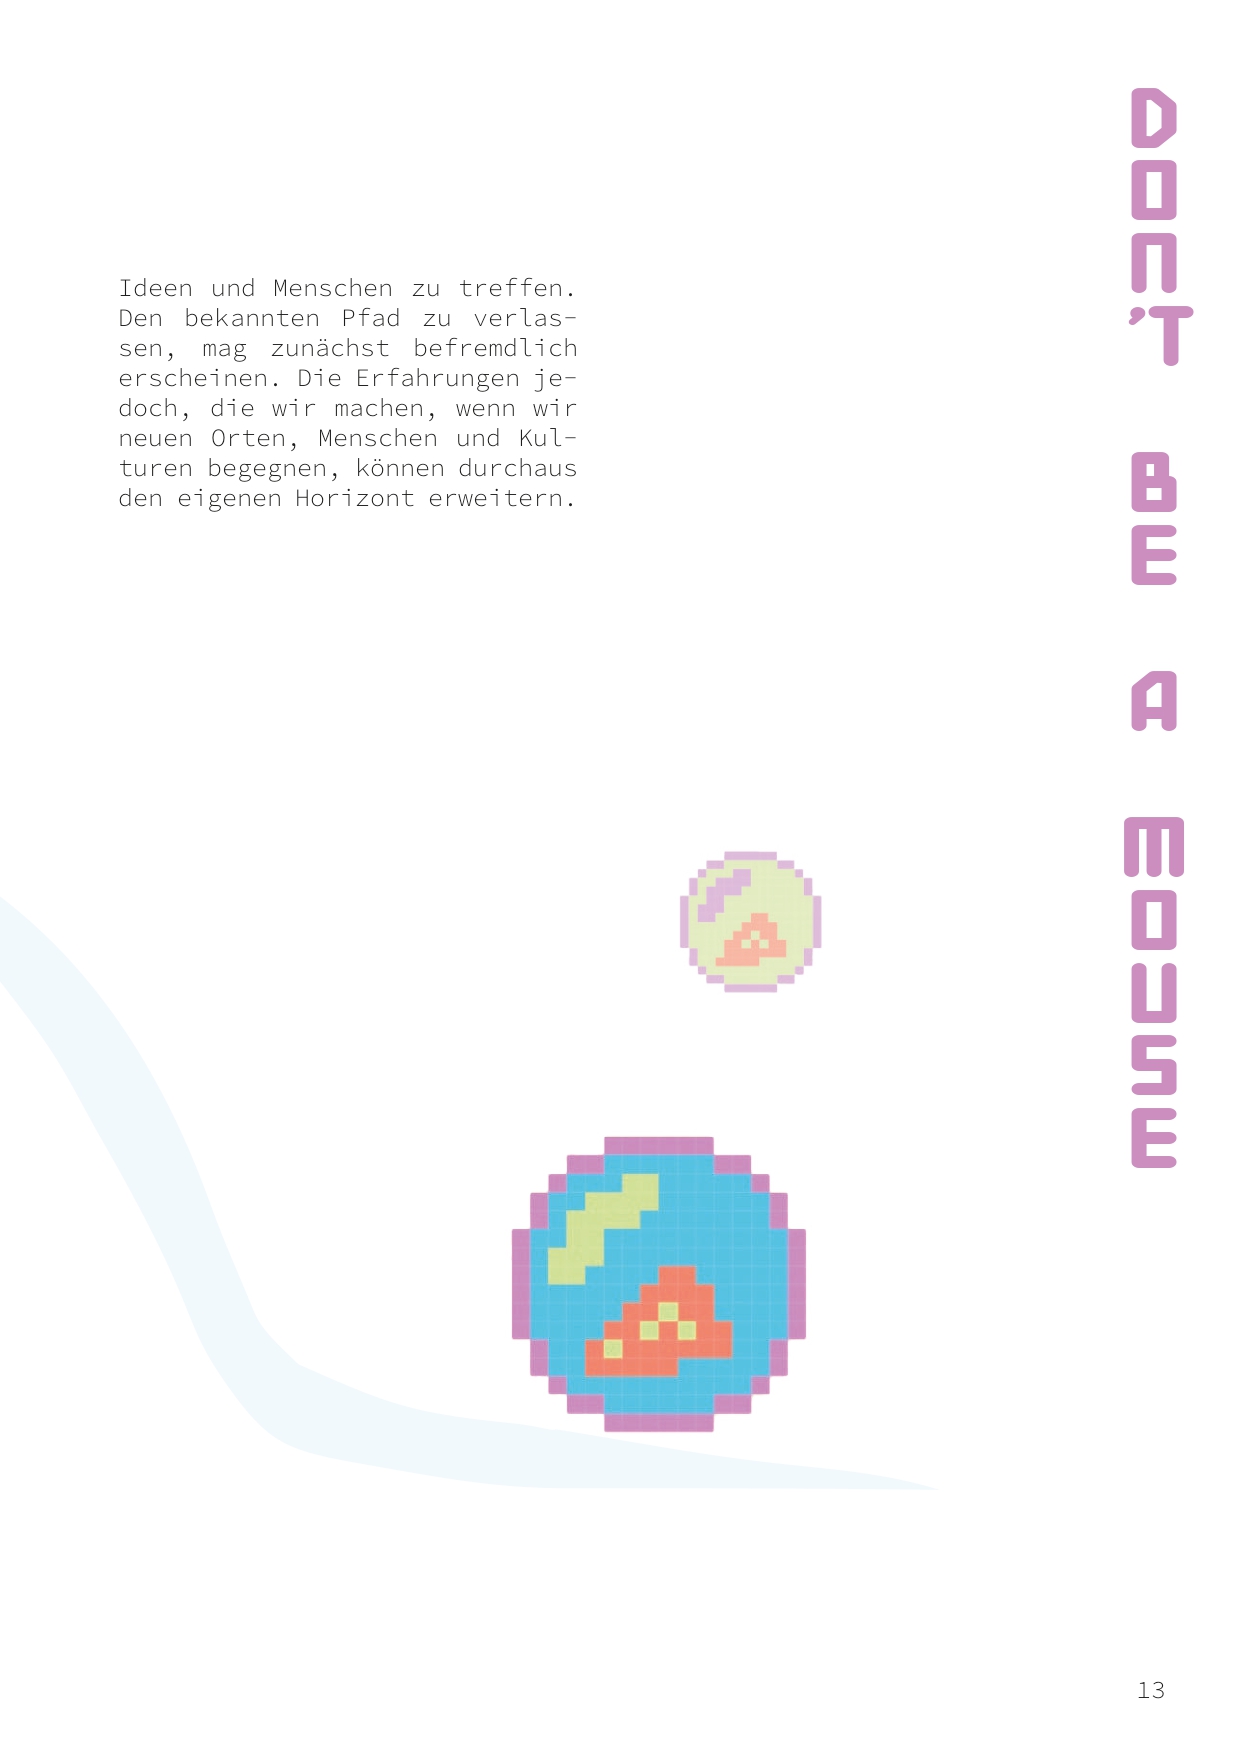 Ideen und Menschen zu treffen.
Den bekannten Pfad zu verlas-
sen, mag zunächst befremdlich
erscheinen. Die Erfahrungen je-
doch, die wir machen, wenn wir
neuen Orten, Menschen und Kul-
turen begegnen, können durchaus
den eigenen Horizont erweitern.
DON'T BE A MOUSE
13